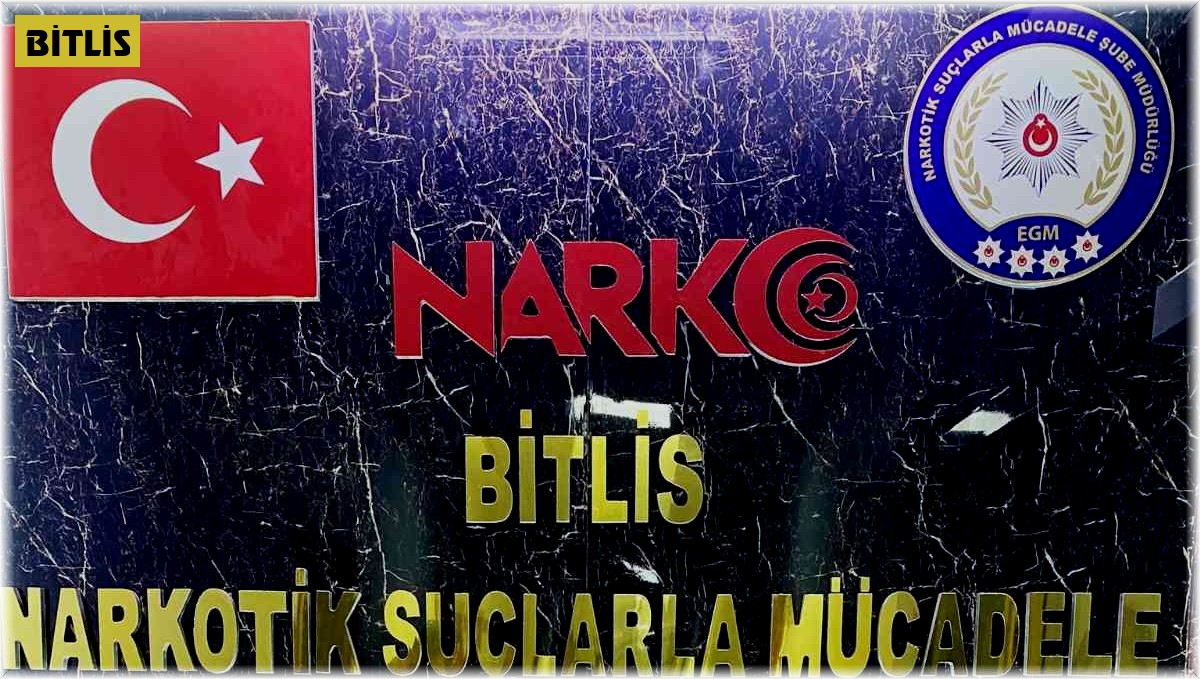 BİTLİS
NARKOTİK SUÇLARLA MÜCADELE ŞUBE MÜDÜRLÜĞÜ
EGM
NARKO
BİTLİS
NARKOTİK SUÇLARLA MÜCADELE